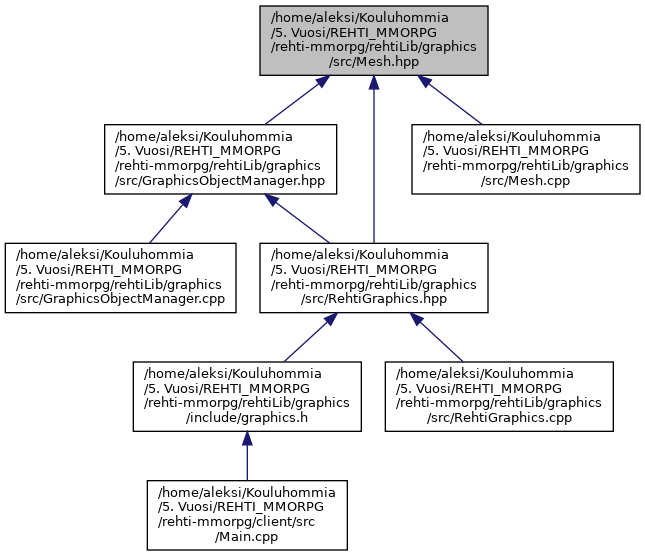 /home/aleksi/Kouluhommia
/5. Vuosi/REHTI_MMORPG
/rehti-mmorpg/rehtiLib/graphics
/src/Mesh.hpp
/home/aleksi/Kouluhommia
/5. Vuosi/REHTI_MMORPG
/rehti-mmorpg/rehtiLib/graphics
/src/GraphicsObjectManager.hpp
/home/aleksi/Kouluhommia
/5. Vuosi/REHTI_MMORPG
/rehti-mmorpg/rehtiLib/graphics
/src/Mesh.cpp
/home/aleksi/Kouluhommia
/5. Vuosi/REHTI_MMORPG
/rehti-mmorpg/rehtiLib/graphics
/src/GraphicsObjectManager.cpp
/home/aleksi/Kouluhommia
/5. Vuosi/REHTI_MMORPG
/rehti-mmorpg/rehtiLib/graphics
/src/RehtiGraphics.hpp
/home/aleksi/Kouluhommia
/5. Vuosi/REHTI_MMORPG
/rehti-mmorpg/rehtiLib/graphics
/include/graphics.h
/home/aleksi/Kouluhommia
/5. Vuosi/REHTI_MMORPG
/rehti-mmorpg/rehtiLib/graphics
/src/RehtiGraphics.cpp
/home/aleksi/Kouluhommia
/5. Vuosi/REHTI_MMORPG
/rehti-mmorpg/client/src
/Main.cpp